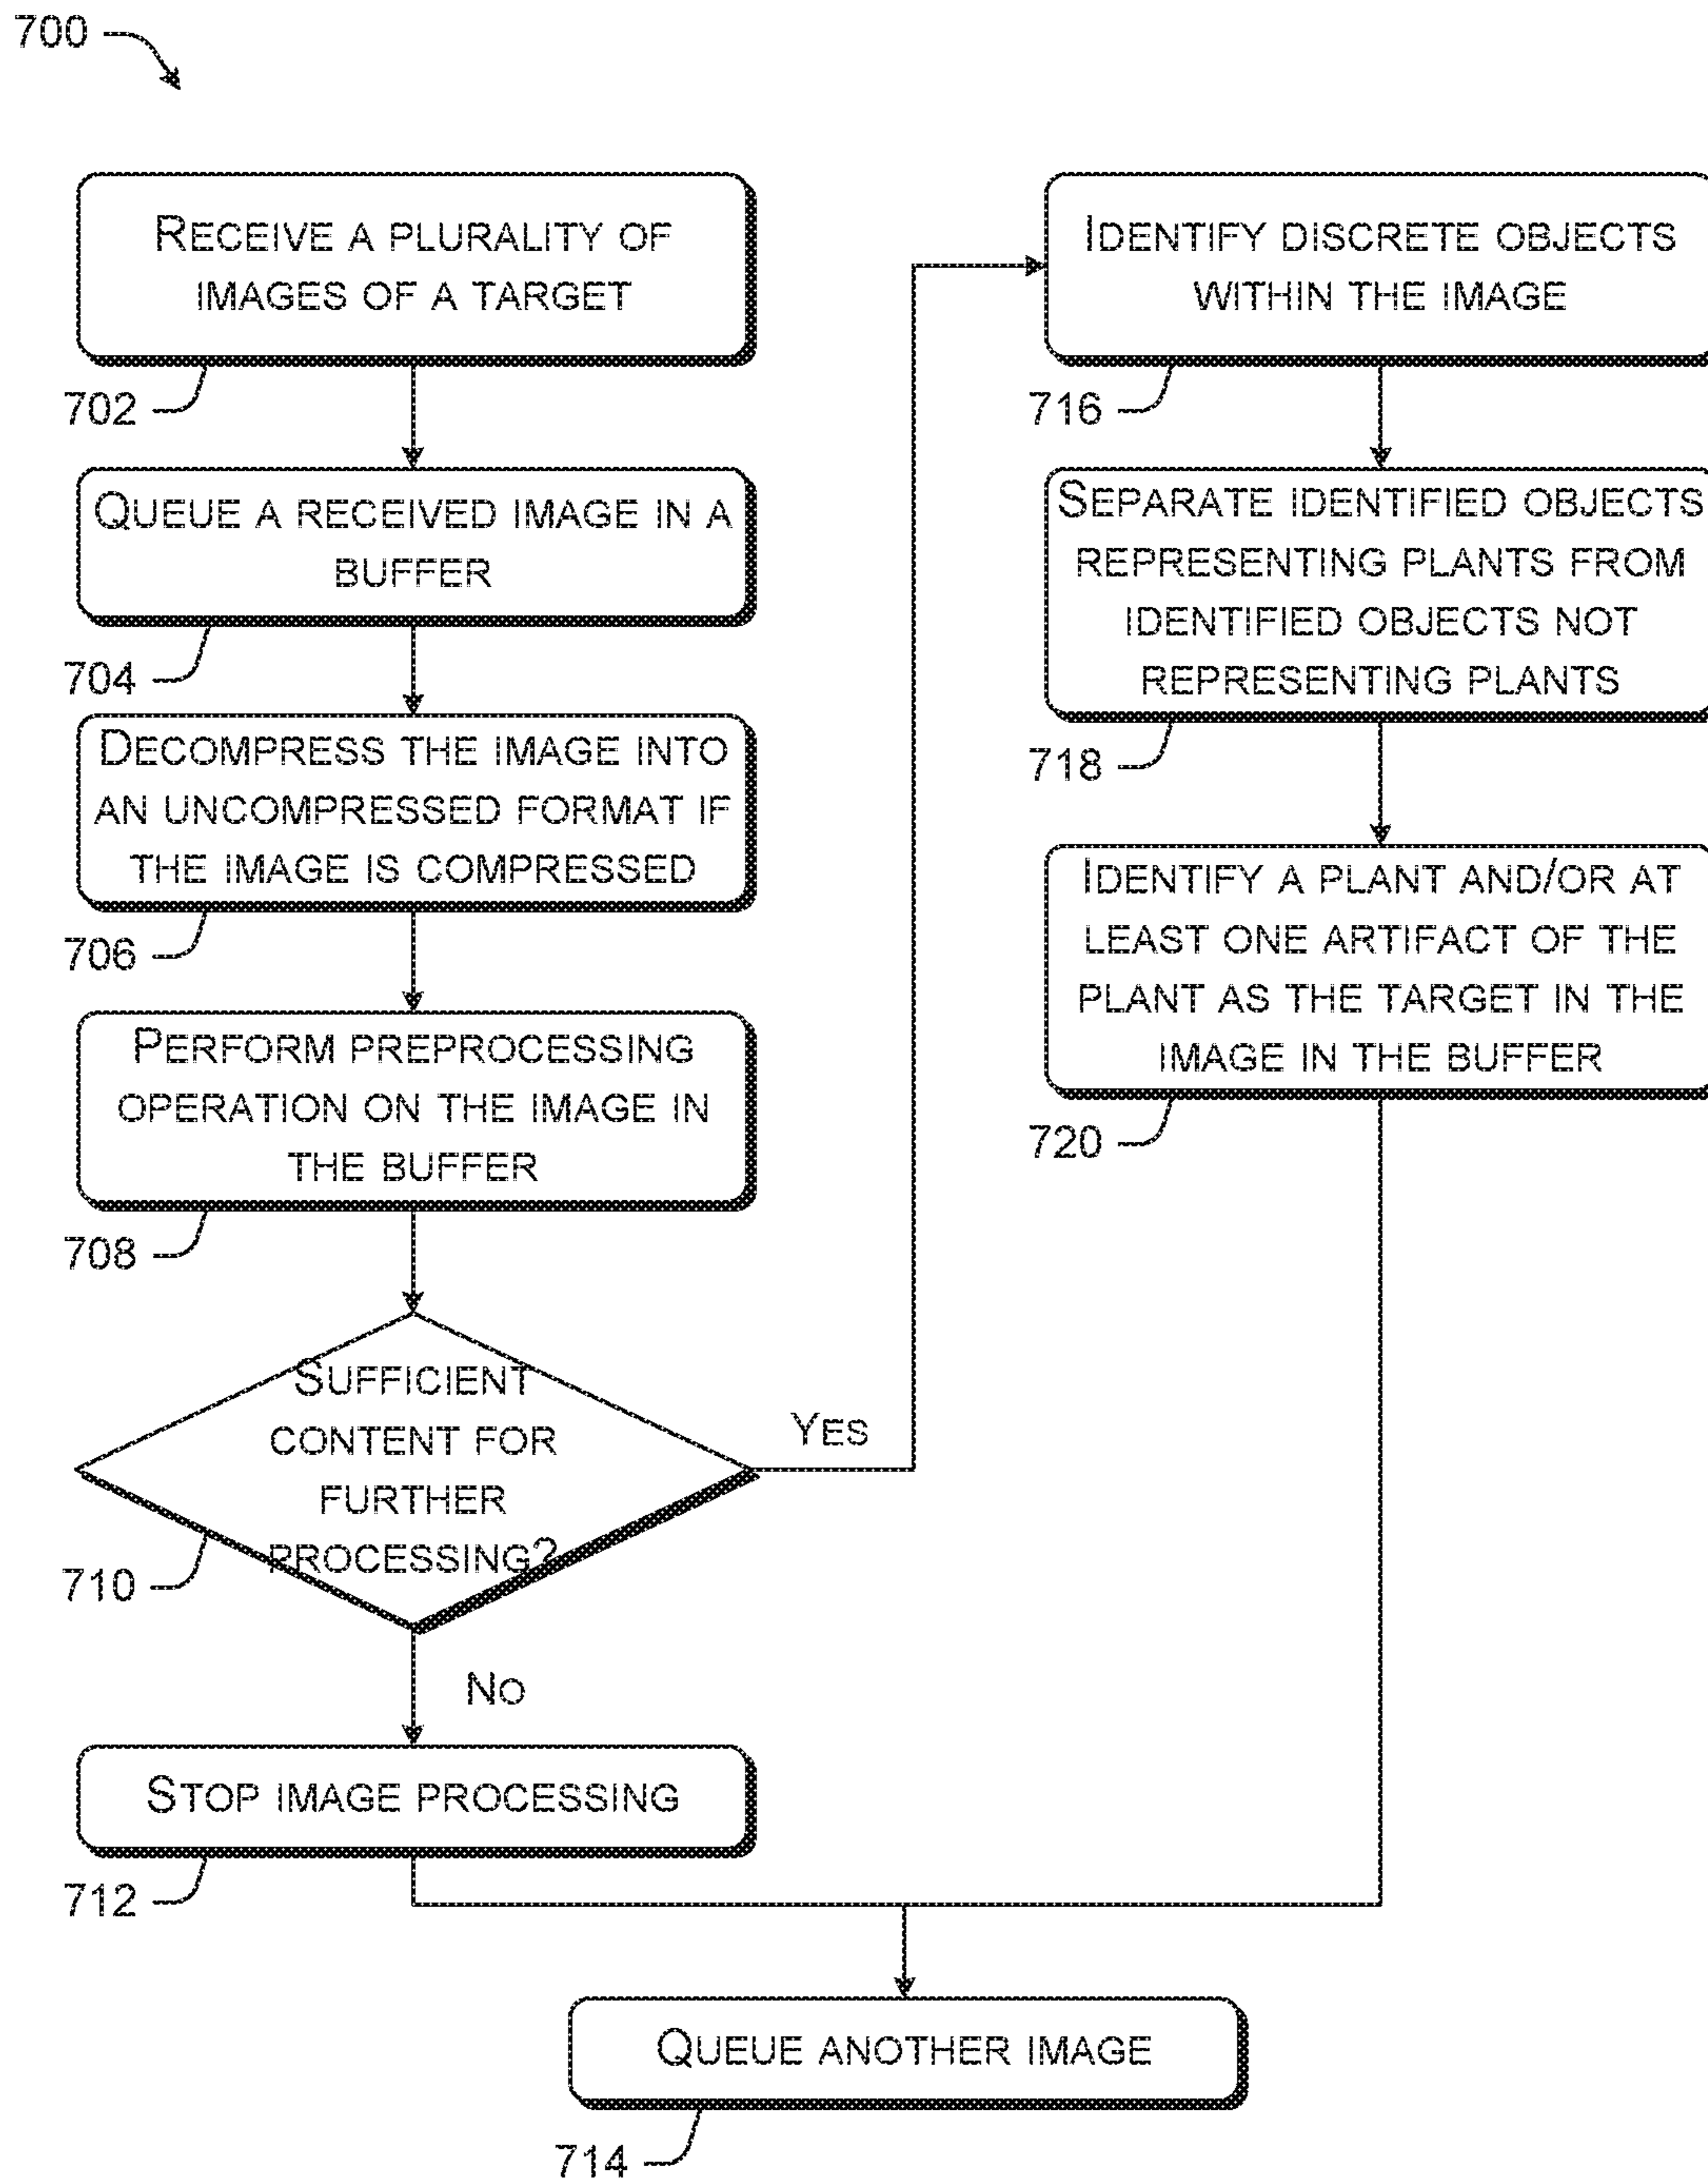 700
RECEIVE A PLURALITY OF
IMAGES OF A TARGET
702
QUEUE A RECEIVED IMAGE IN A
BUFFER
704
DECOMPRESS THE IMAGE INTO
AN UNCOMPRESSED FORMAT IF
THE IMAGE IS COMPRESSED
706
PERFORM PREPROCESSING
OPERATION ON THE IMAGE IN
THE BUFFER
708
SUFFICIENT
CONTENT FOR
FURTHER
PROCESSING?
710
YES
NO
STOP IMAGE PROCESSING
712
IDENTIFY DISCRETE OBJECTS
WITHIN THE IMAGE
716
SEPARATE IDENTIFIED OBJECTS
REPRESENTING PLANTS FROM
IDENTIFIED OBJECTS NOT
REPRESENTING PLANTS
718
IDENTIFY A PLANT AND/OR AT
LEAST ONE ARTIFACT OF THE
PLANT AS THE TARGET IN THE
IMAGE IN THE BUFFER
720
QUEUE ANOTHER IMAGE
714